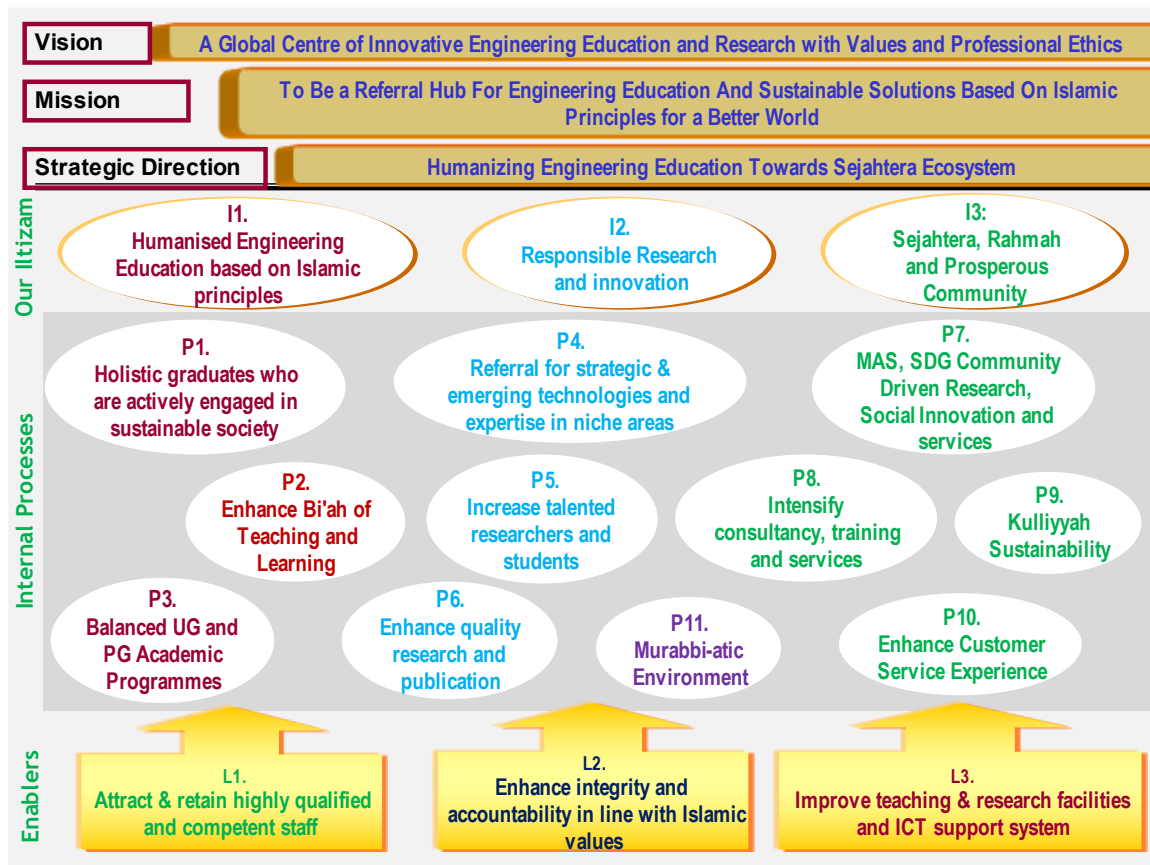 Vision
A Global Centre of Innovative Engineering Education and Research with Values and Professional Ethics
Mission
To Be a Referral Hub For Engineering Education And Sustainable Solutions Based On Islamic
Principles for a Better World
Strategic Direction
Humanizing Engineering Education Towards Sejahtera Ecosystem
Our Iltizam
I1.
Humanised Engineering
Education based on Islamic
principles
I2.
Responsible Research
and innovation
I3:
Sejahtera, Rahmah
and Prosperous
Community
Internal Processes
P1.
Holistic graduates who
are actively engaged in
sustainable society
P4.
Referral for strategic &
emerging technologies and
expertise in niche areas
P7.
MAS, SDG Community
Driven Research,
Social Innovation and
services
P2.
Enhance Bi'ah of
Teaching and
Learning
P5.
Increase talented
researchers and
students
P8.
Intensify
consultancy, training
and services
P9.
Kulliyyah
Sustainability
P3.
Balanced UG and
PG Academic
Programmes
P6.
Enhance quality
research and
publication
P11.
Murabbi-atic
Environment
P10.
Enhance Customer
Service Experience
Enablers
L1.
Attract & retain highly qualified
and competent staff
L2.
Enhance integrity and
accountability in line with Islamic
values
L3.
Improve teaching & research facilities
and ICT support system